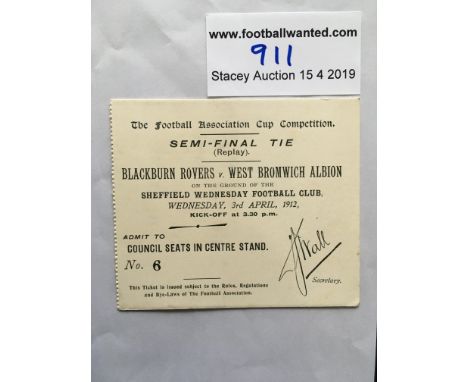 www.footballwanted.com
911
Stacey Auction 15 4 2019
The Football Association Cup Competition.
SEMI-FINAL TIE
(Replay).
BLACKBURN ROVERS v. WEST BROMWICH ALBION
ON THE GROUND OF THE
SHEFFIELD WEDNESDAY FOOTBALL CLUB,
WEDNESDAY, 3rd APRIL, 1912,
KICK-OFF at 3.30 p.m.
ADMIT TO
COUNCIL SEATS IN CENTRE STAND.
No. 6
FJWall
Secretary.
This Ticket is issued subject to the Rules, Regulations
and Bye-Laws of The Football Association.